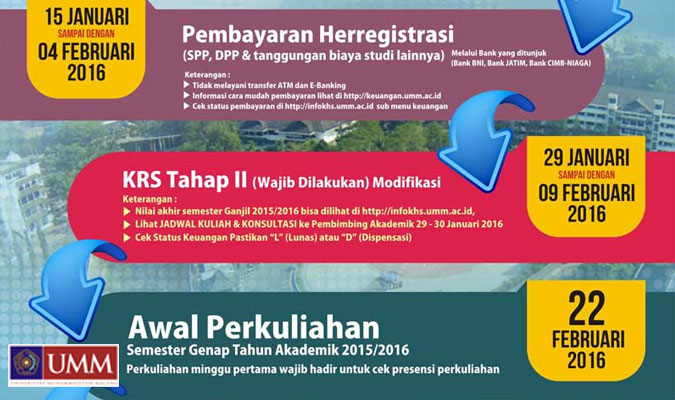 15 JANUARI
SAMPAI DENGAN
04 FEBRUARI
2016
Pembayaran Herregistrasi
(SPP, DPP & tanggungan biaya studi lainnya) Melalui Bank yang ditunjuk
(Bank BNI, Bank JATIM, Bank CIMB-NIAGA)
Keterangan :
Tidak melayani transfer ATM dan E-Banking
Informasi cara mudah pembayaran lihat di http://keuangan.umm.ac.id
Cek status pembayaran di http://infokhs.umm.ac.id sub menu keuangan
KRS Tahap II (Wajib Dilakukan) Modifikasi
Keterangan :
Nilai akhir semester Ganjil 2015/2016 bisa dilihat di http://infokhs.umm.ac.id,
Lihat JADWAL KULIAH & KONSULTASI ke Pembimbing Akademik 29 - 30 Januari 2016
Cek Status Keuangan Pastikan "L" (Lunas) atau "D" (Dispensasi)
29 JANUARI
SAMPAI DENGAN
09 FEBRUARI
2016
Awal Perkuliahan
Semester Genap Tahun Akademik 2015/2016
Perkuliahan minggu pertama wajib hadir untuk cek presensi perkuliahan
22
FEBRUARI
2016
UMM
UNIVERSITAS MUHAMMADIYAH MALANG